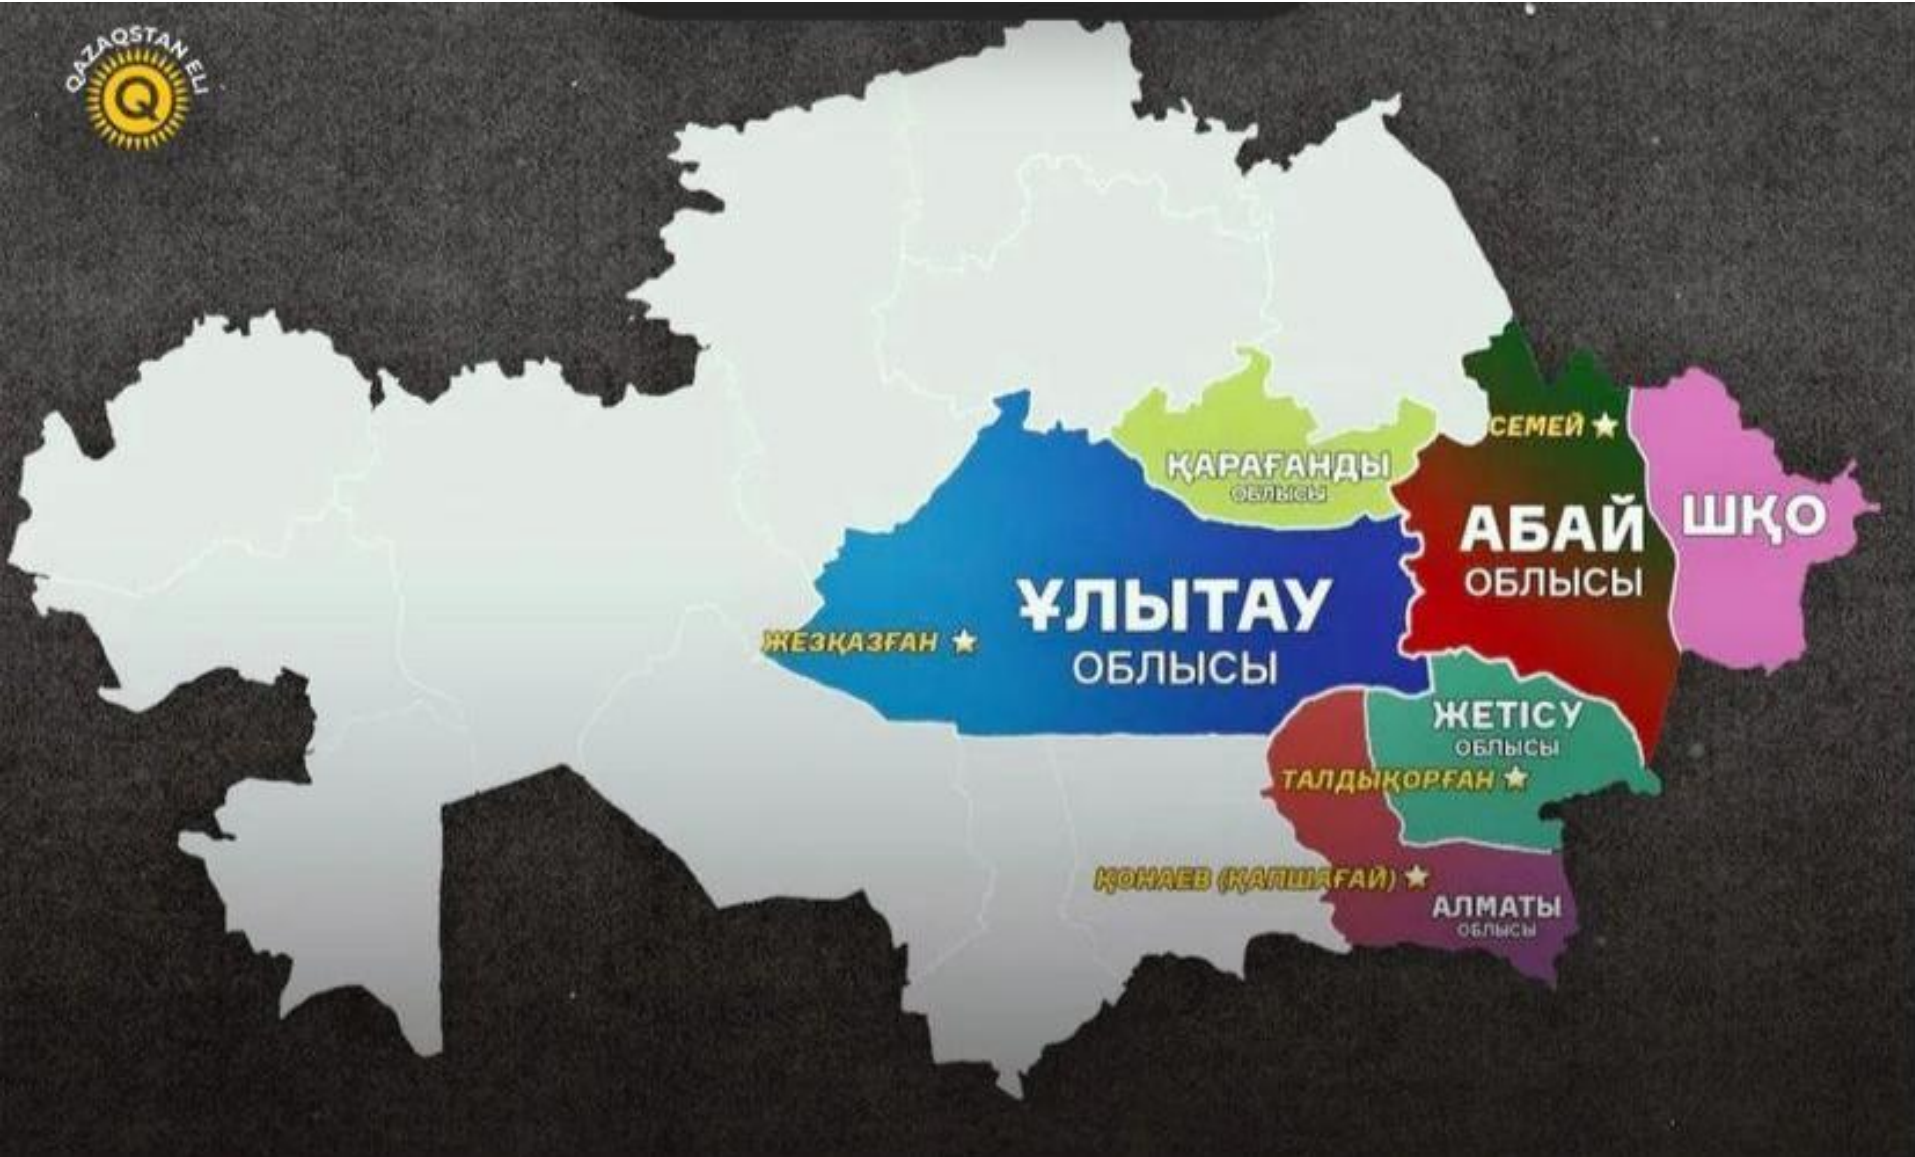 QAZAQSTAN ELI
Q
СЕМЕЙ
ҚАРАҒАНДЫ
ОБЛЫСЫ
АБАЙ
ОБЛЫСЫ
ШҚО
ҰЛЫТАУ
ОБЛЫСЫ
ЖЕЗҚАЗҒАН
ЖЕТІСУ
ОБЛЫСЫ
ТАЛДЫҚОРҒАН
ҚОНАЕВ (ҚАПШАҒАЙ)
АЛМАТЫ
ОБЛЫСЫ